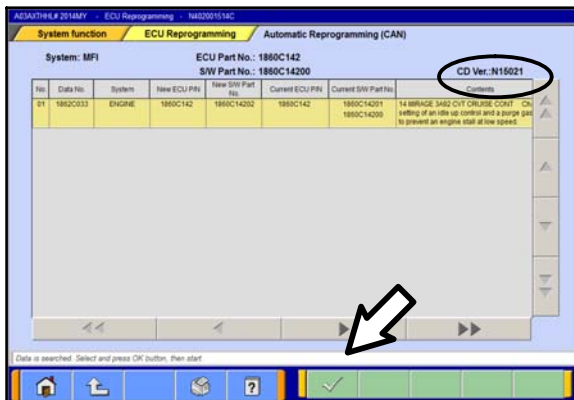 A03AXTHHL# 2014MY - ECU Reprogramming - N402001514C
System function ECU Reprogramming Automatic Reprogramming (CAN)
System: MFI ECU Part No.: 1860C142
S/W Part No.: 1860C14200 CD Ver.:N15021
No. Data No. System New ECU P/N New S/W Part No. Current ECU P/N Current S/W Part No. Contents
01 1862C033 ENGINE 1860C142 1860C14202 1860C142 1860C14201 14 MIRAGE 3A92 CVT CRUISE CONT Ch
1860C14200 setting of an idle up control and a purge gas
to prevent an engine stall at low speed.
Data is searched. Select and press OK button, then start
?